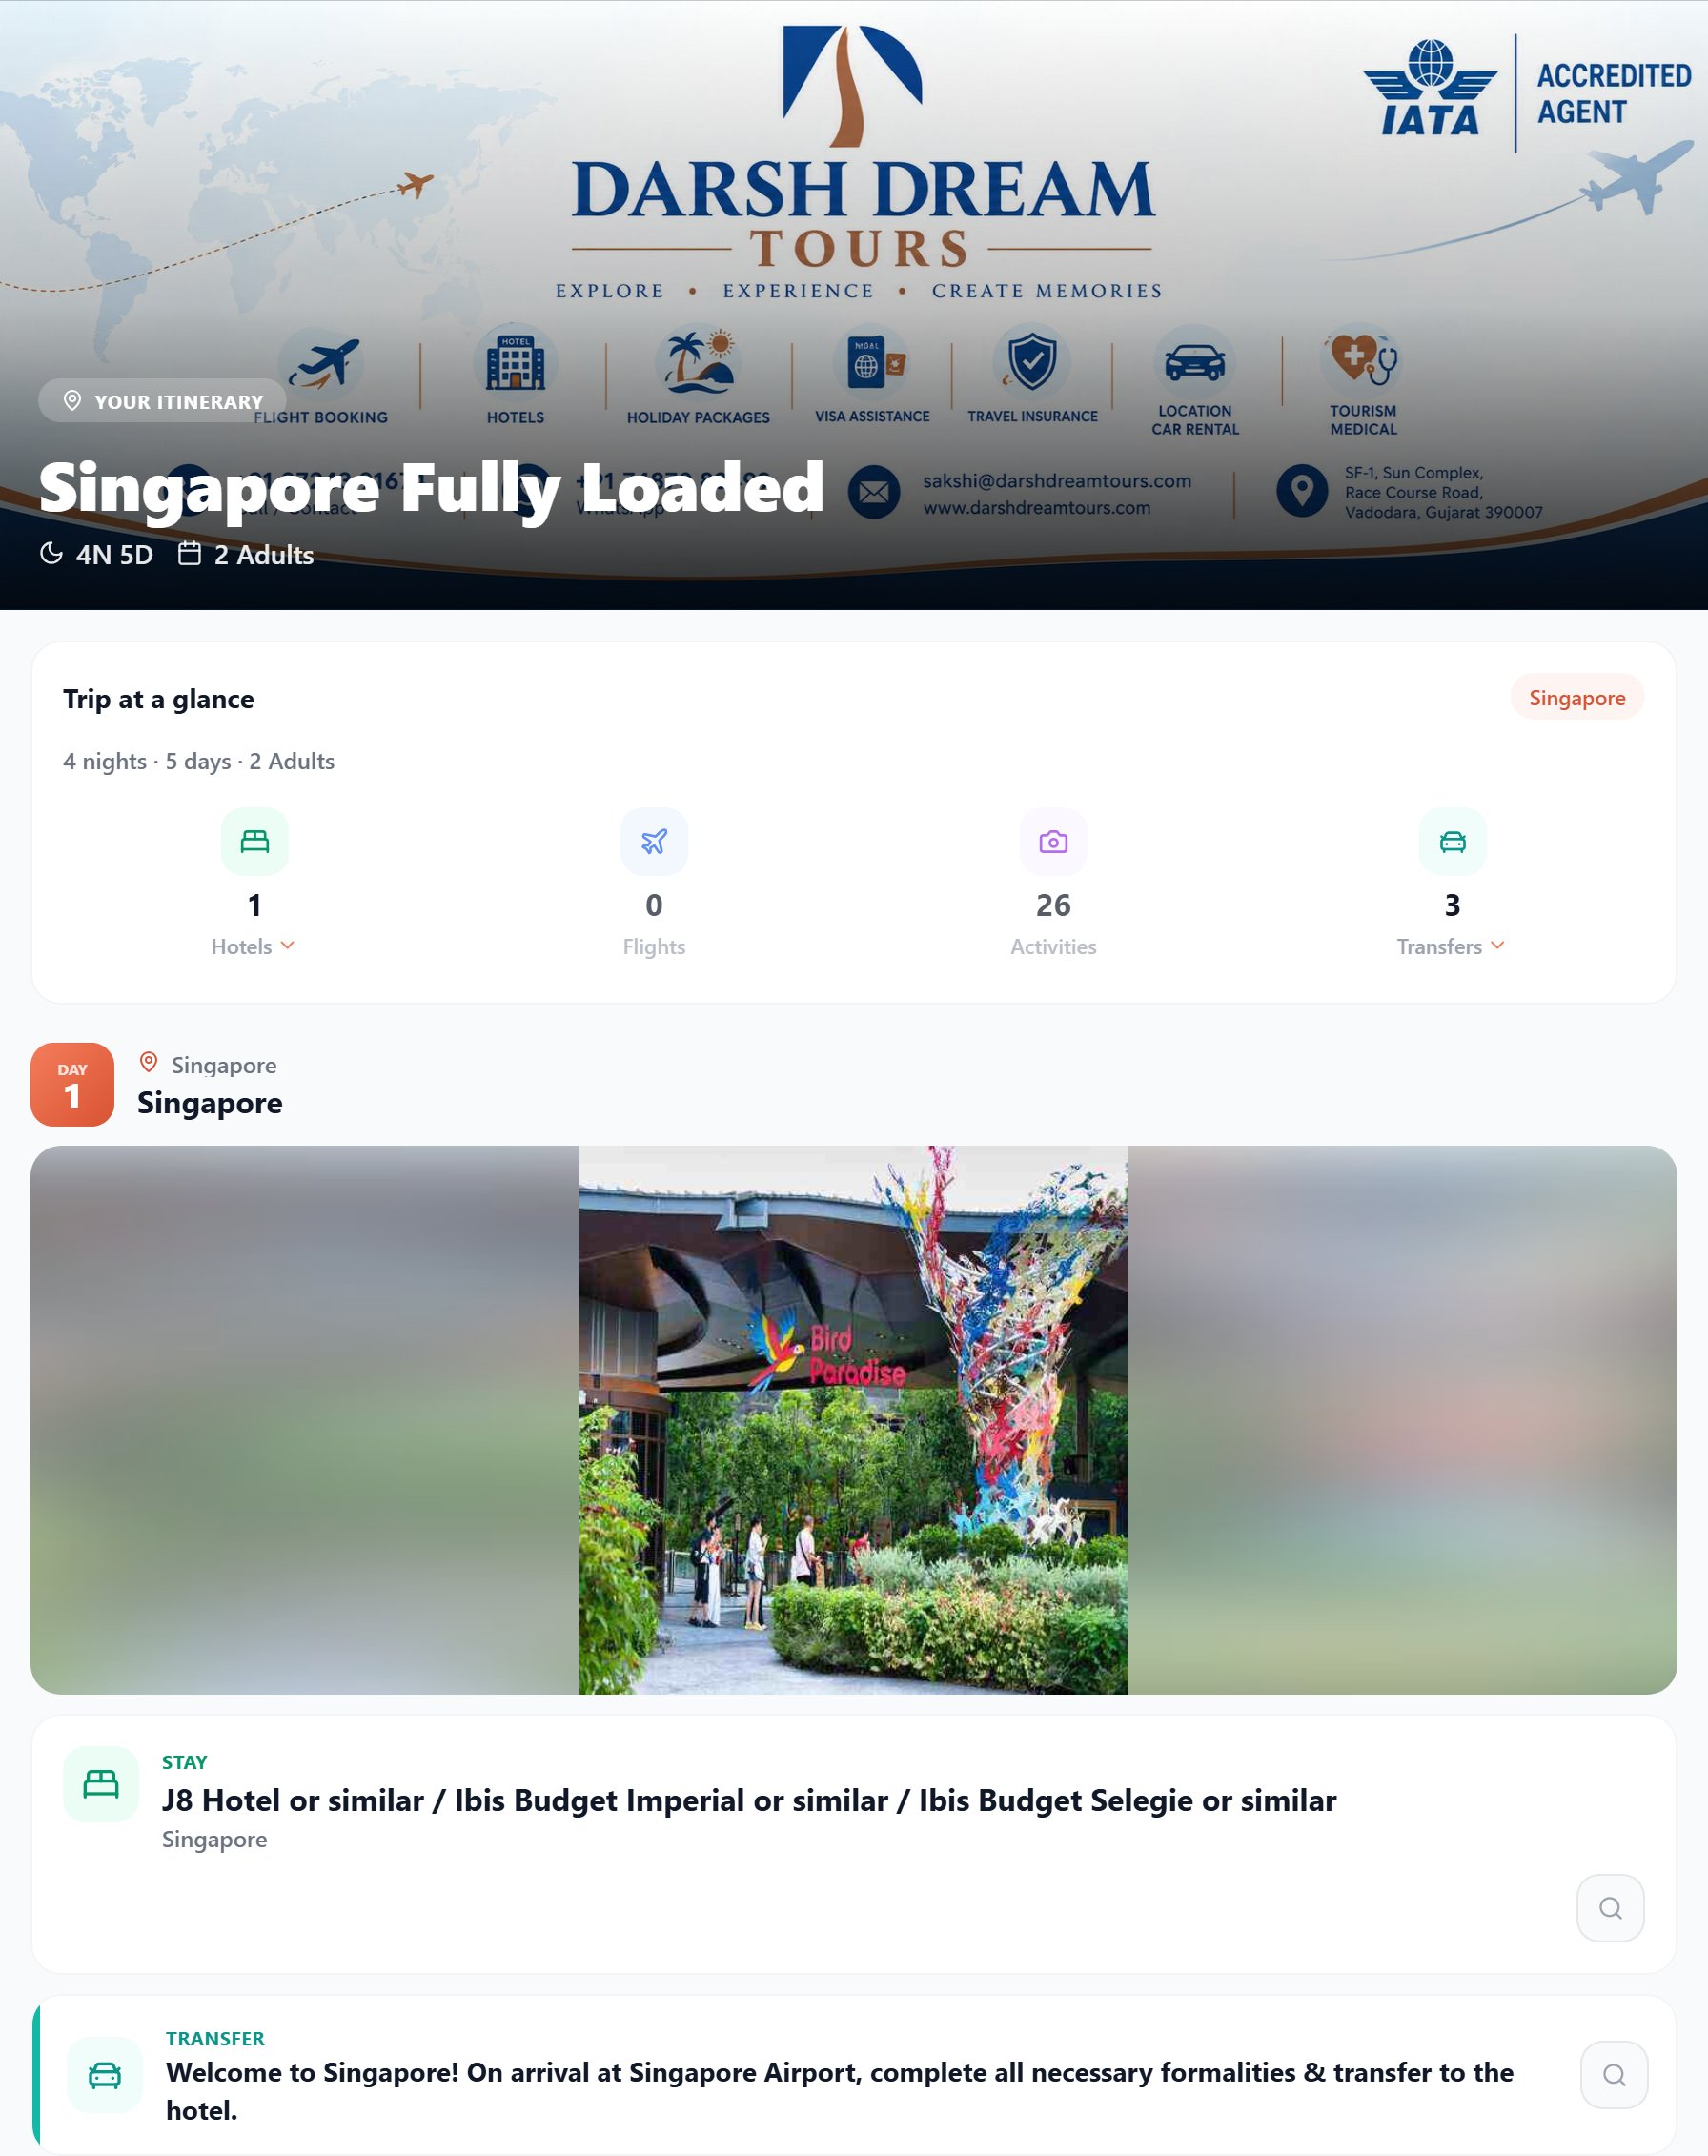 IATA
ACCREDITED
AGENT
DARSH DREAM
TOURS
EXPLORE • EXPERIENCE • CREATE MEMORIES
HOTEL
FLIGHT BOOKING
HOTELS
HOLIDAY PACKAGES
VISA ASSISTANCE
TRAVEL INSURANCE
LOCATION
CAR RENTAL
TOURISM
MEDICAL
YOUR ITINERARY
Singapore Fully Loaded
sakshi@darshdreamtours.com
www.darshdreamtours.com
SF-1, Sun Complex,
Race Course Road,
Vadodara, Gujarat 390007
4N 5D 2 Adults
Trip at a glance
Singapore
4 nights · 5 days · 2 Adults
1
Hotels
0
Flights
26
Activities
3
Transfers
DAY
1
Singapore
Singapore
Bird
Paradise
STAY
J8 Hotel or similar / Ibis Budget Imperial or similar / Ibis Budget Selegie or similar
Singapore
TRANSFER
Welcome to Singapore! On arrival at Singapore Airport, complete all necessary formalities & transfer to the
hotel.